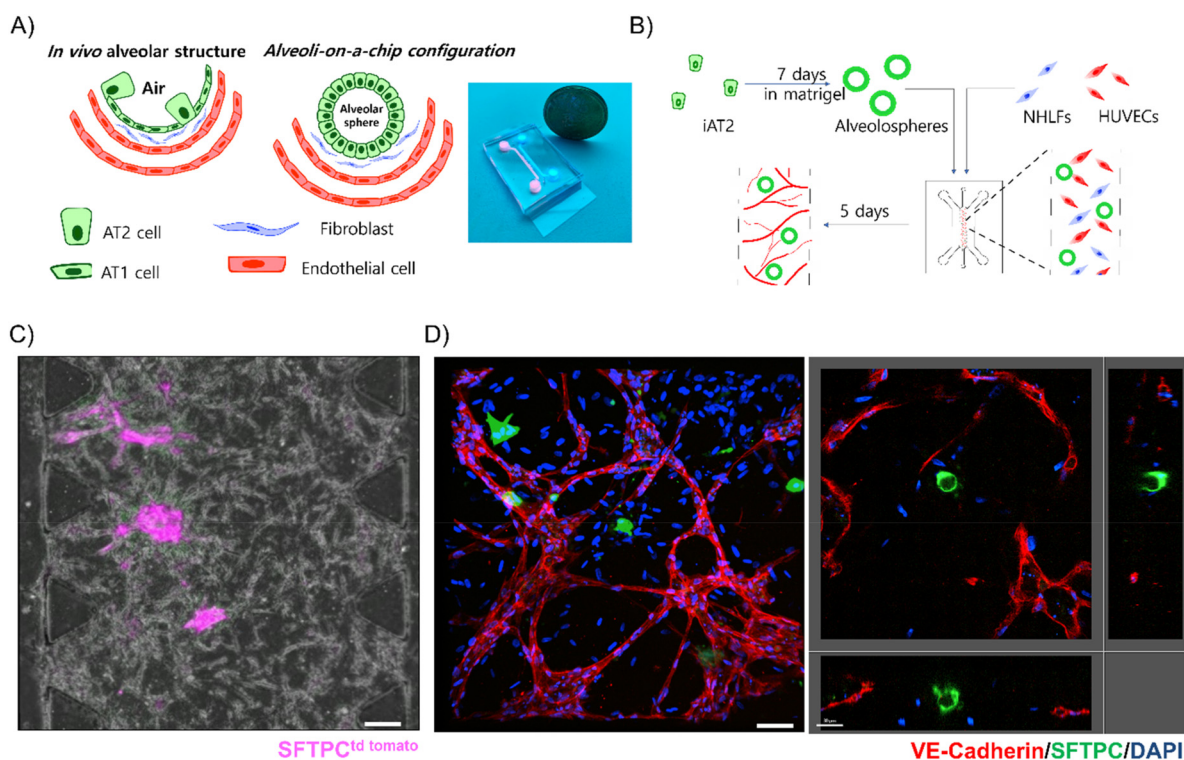 A)
In vivo alveolar structure
Alveoli-on-a-chip configuration
Air
Alveolar
sphere
AT2 cell
Fibroblast
AT1 cell
Endothelial cell
B)
7 days
in matrigel
iAT2
Alveolospheres
NHLFs
HUVECs
5 days
C)
SFTPCtd tomato
D)
VE-Cadherin/SFTPC/DAPI